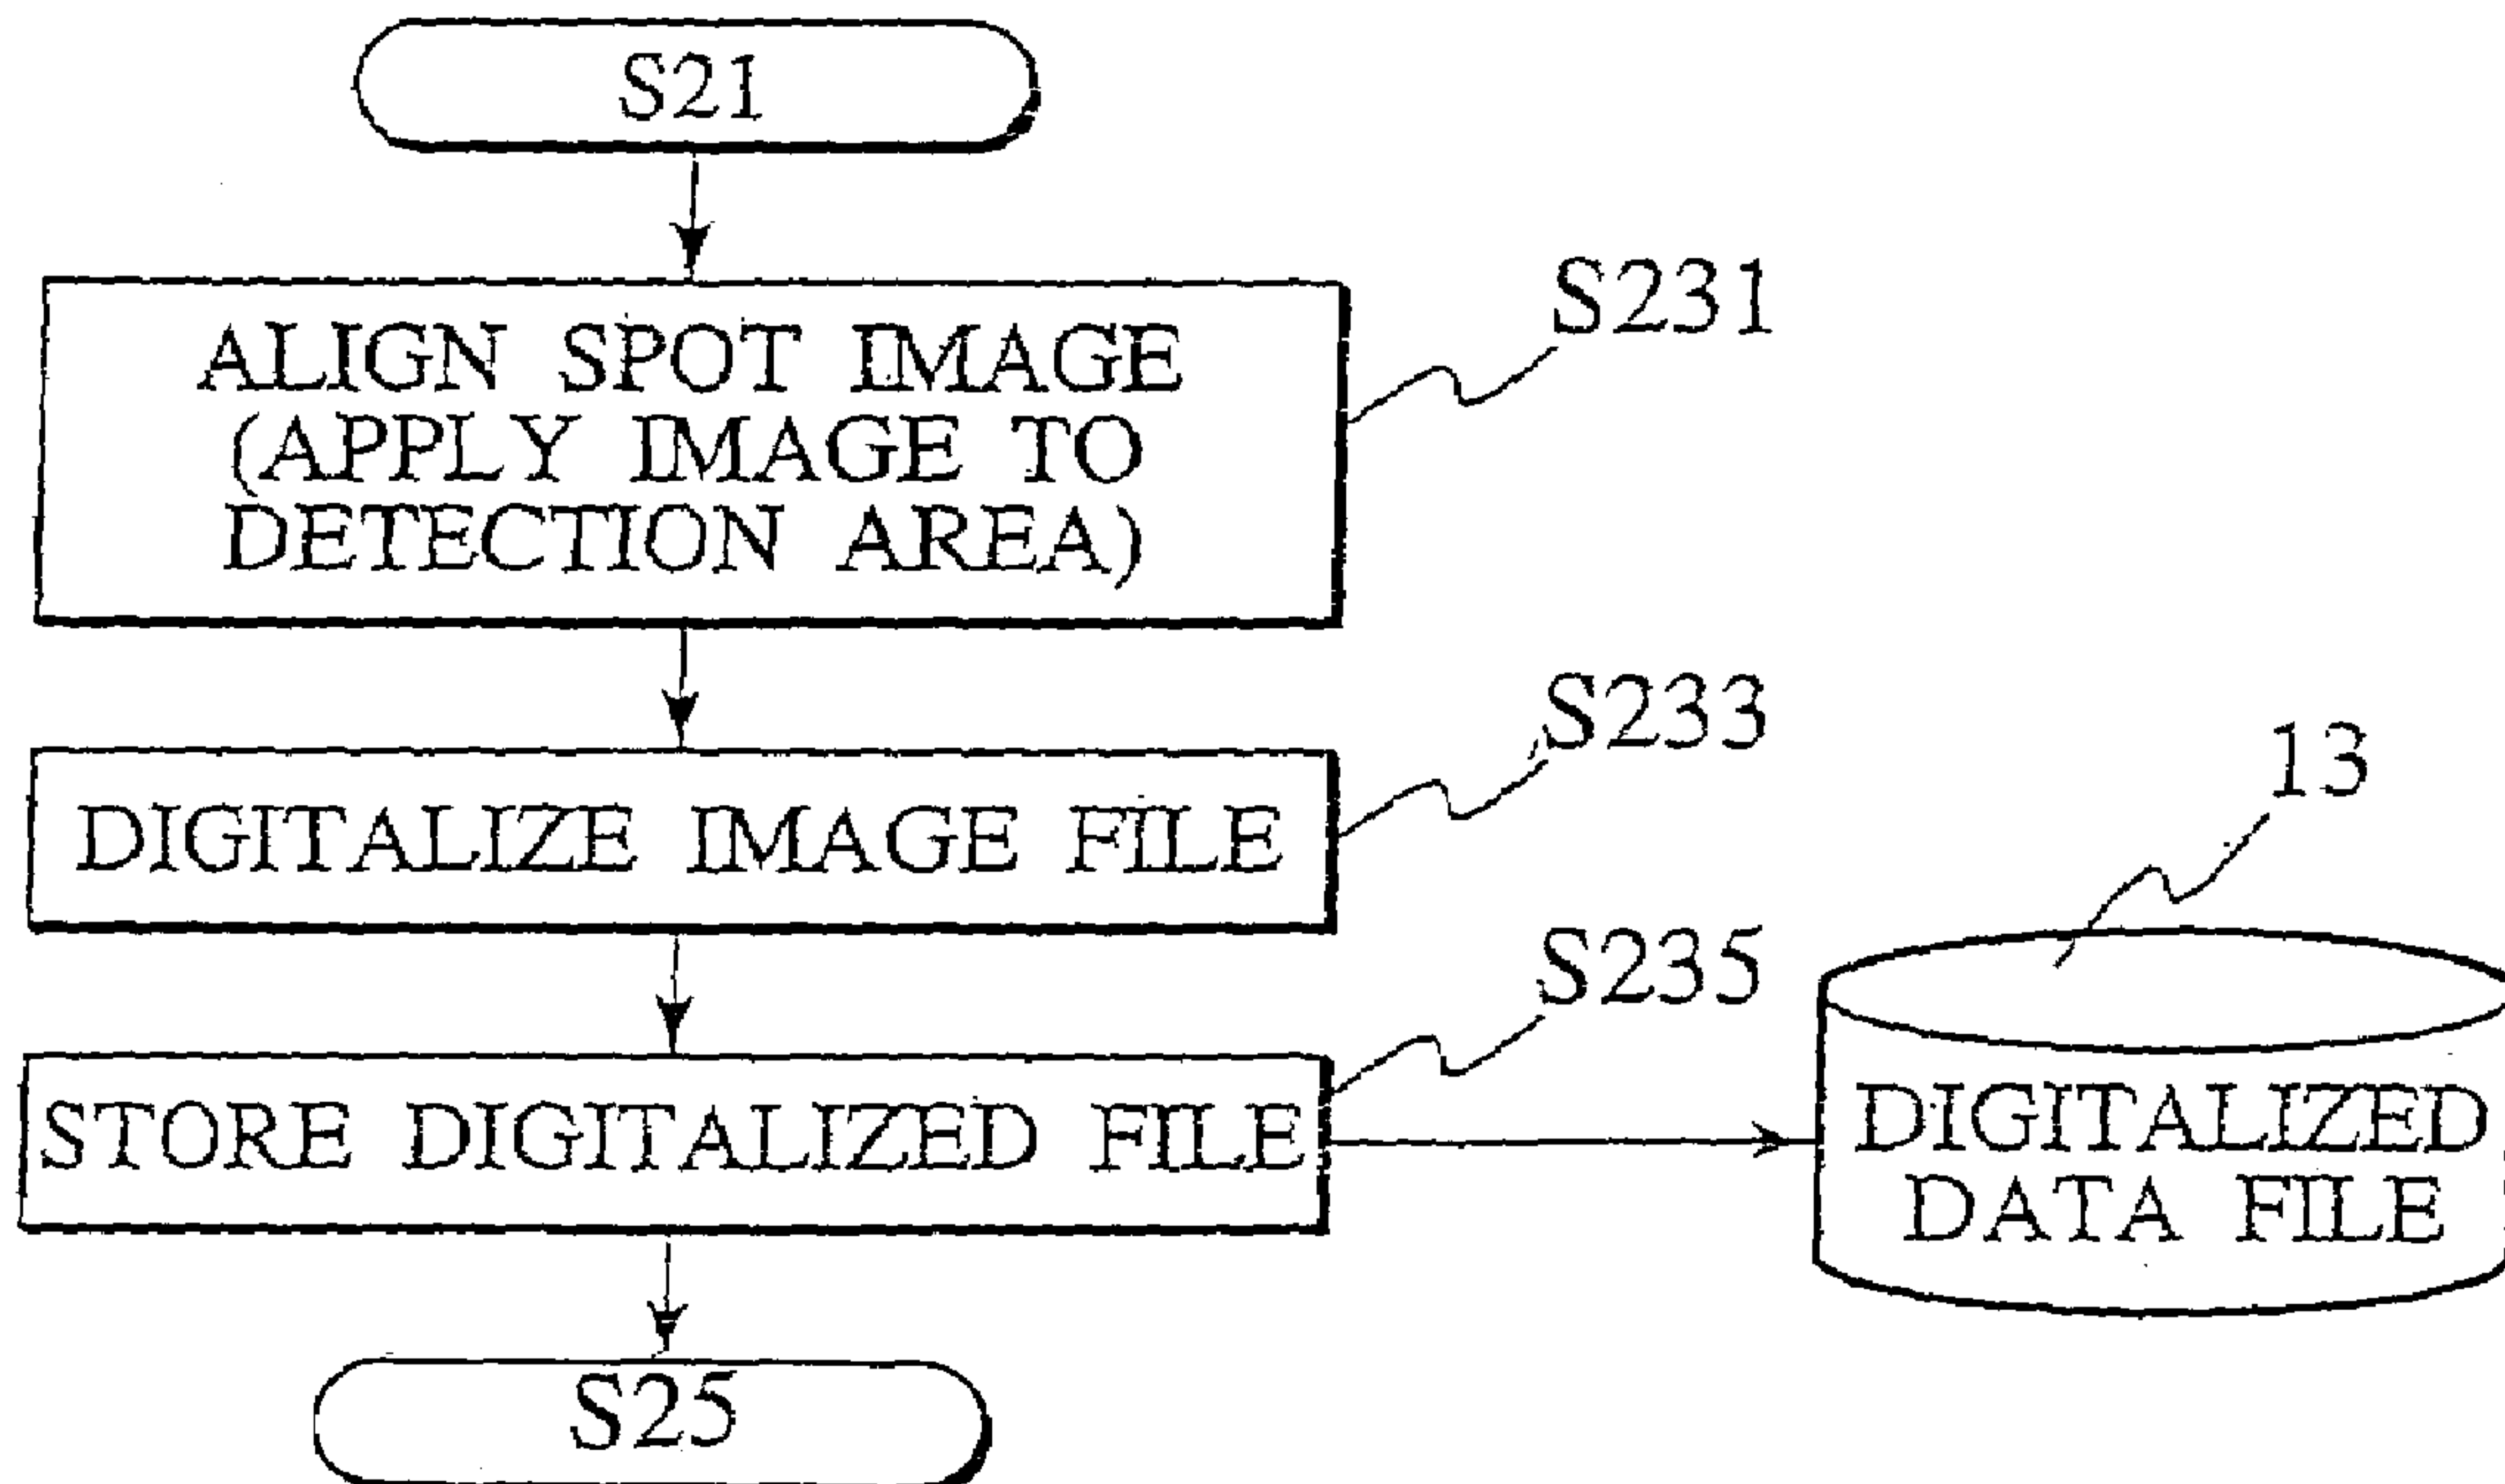 S21
ALIGN SPOT IMAGE
(APPLY IMAGE TO
DETECTION AREA)
S231
DIGITALIZE IMAGE FILE
S233
STORE DIGITALIZED FILE
S235
13
DIGITALIZED
DATA FILE
S25